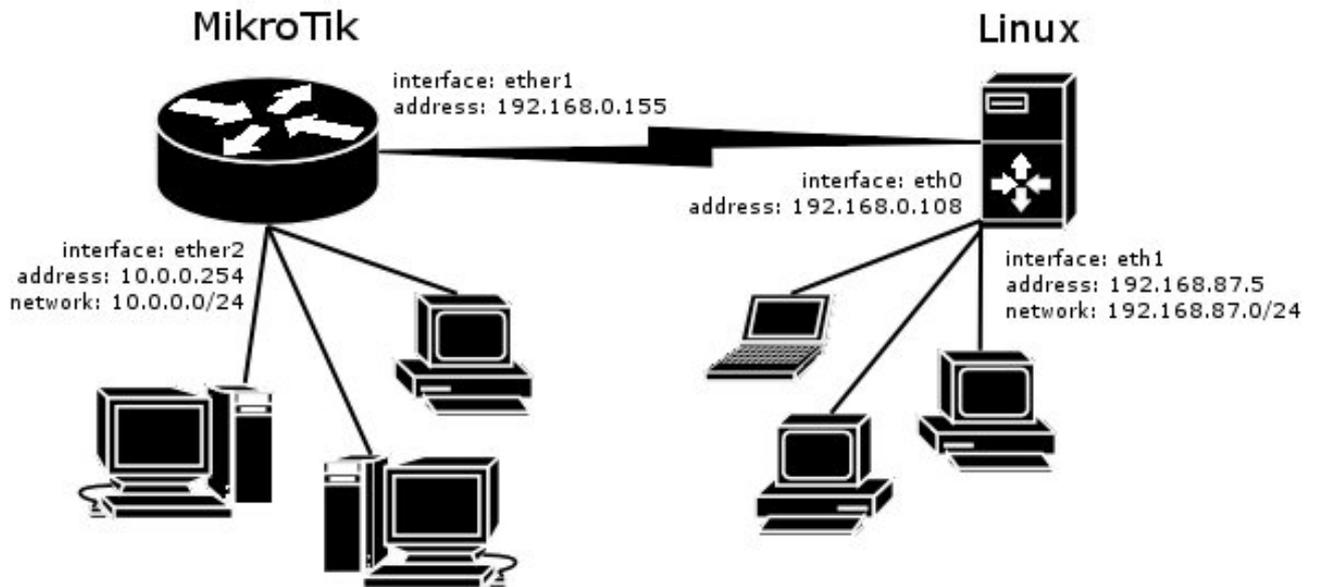 MikroTik
Linux
interface: ether1
address: 192.168.0.155
interface: eth0
address: 192.168.0.108
interface: ether2
address: 10.0.0.254
network: 10.0.0.0/24
interface: eth1
address: 192.168.87.5
network: 192.168.87.0/24